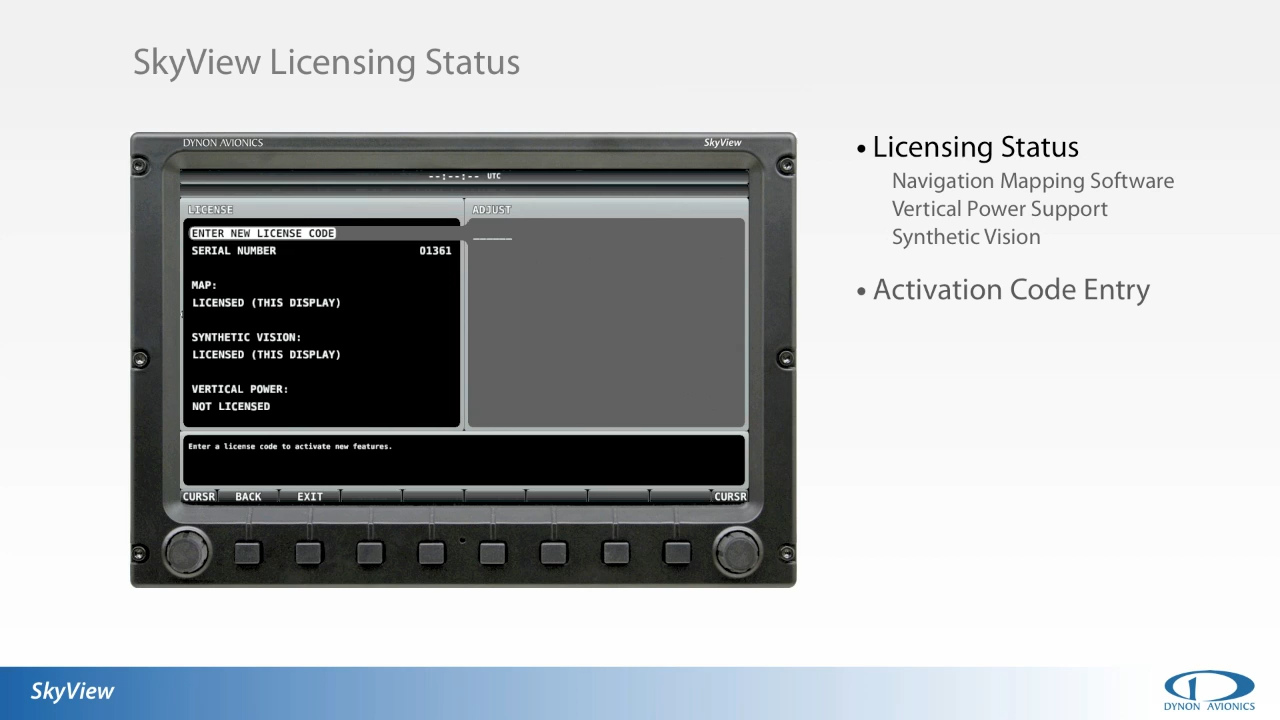 SkyView Licensing Status
DYNON AVIONICS
SkyView
--:--:-- UTC
LICENSE
ADJUST
ENTER NEW LICENSE CODE
______
SERIAL NUMBER 01361
MAP:
LICENSED (THIS DISPLAY)
SYNTHETIC VISION:
LICENSED (THIS DISPLAY)
VERTICAL POWER:
NOT LICENSED
Enter a license code to activate new features.
CURSR BACK EXIT CURSR
• Licensing Status
Navigation Mapping Software
Vertical Power Support
Synthetic Vision
• Activation Code Entry
SkyView
DYNON AVIONICS